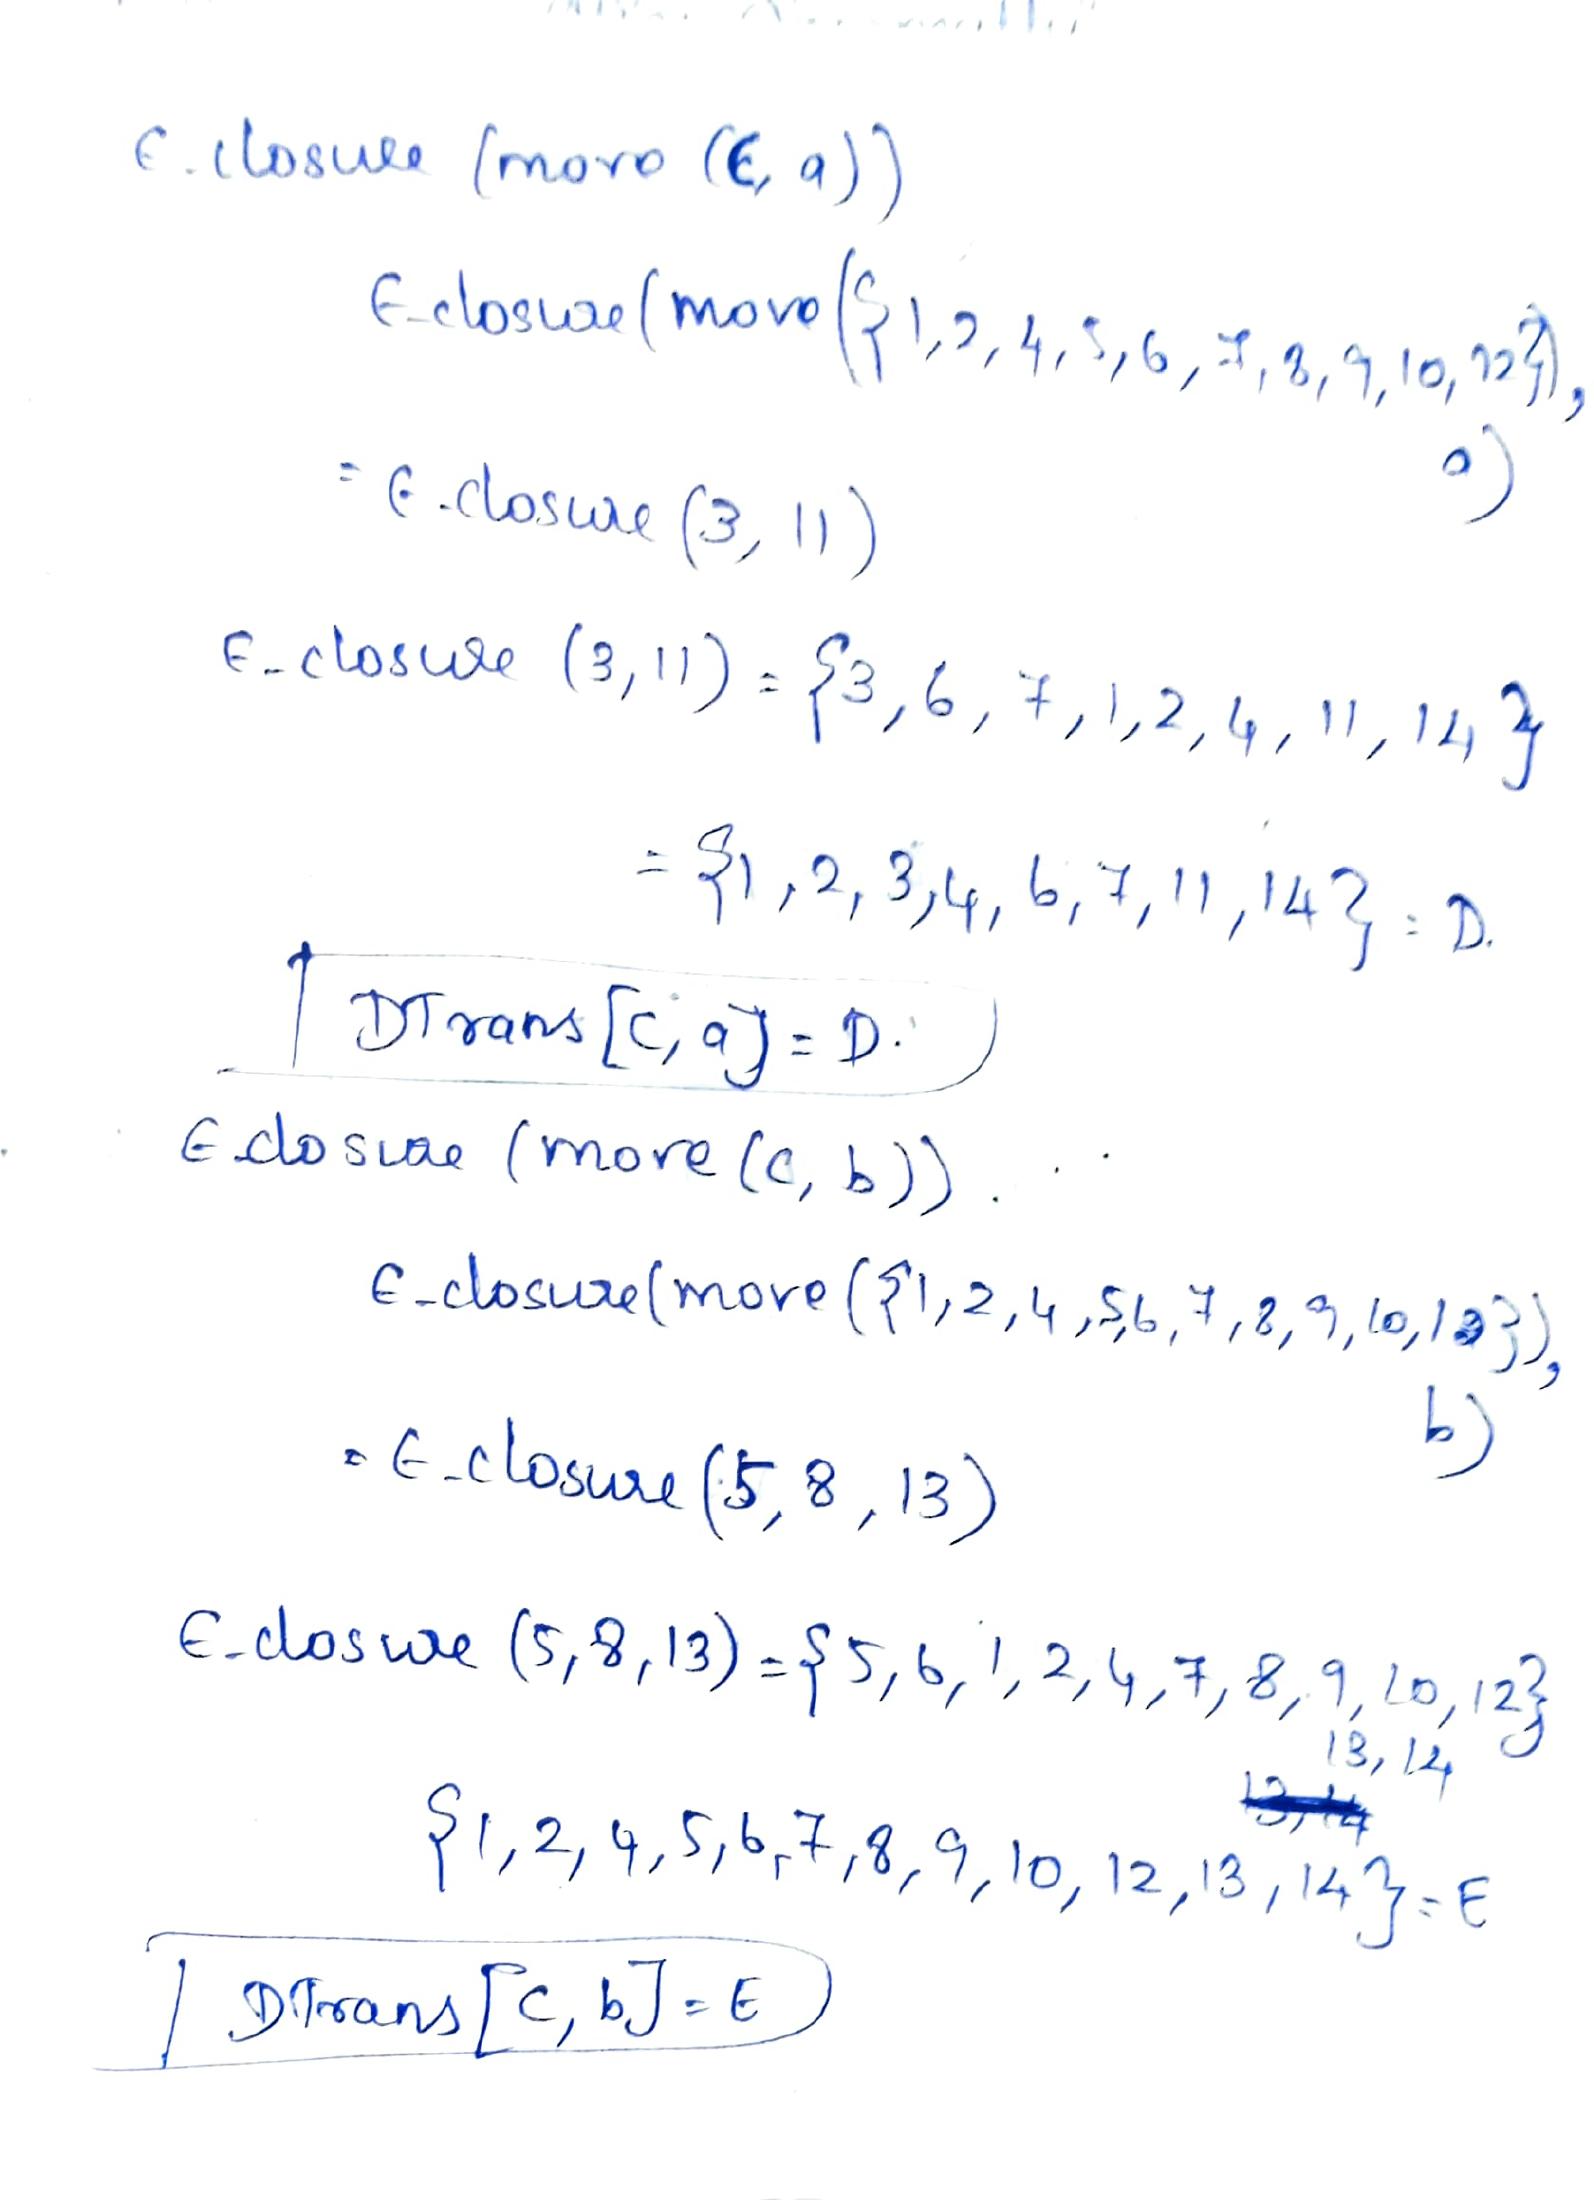 Є-closure (move (C, a))
Є-closure(move({1,2,4,5,6,7,8,9,10,12}),
a)
= Є-closure (3, 11)
Є-closure (3,11) = {3,6,7,1,2,4,11,14}
= {1,2,3,4,6,7,11,14} = D.
DTrans[C,a] = D.
Є-closure (move (C, b)).
Є-closure(move({1,2,4,5,6,7,8,9,10,12}),
b)
= Є-closure (5, 8, 13)
Є-closure (5,8,13) = {5,6,1,2,4,7,8,9,10,12}
13,14
{1,2,4,5,6,7,8,9,10,12,13,14} = E
DTrans[C, b] = E